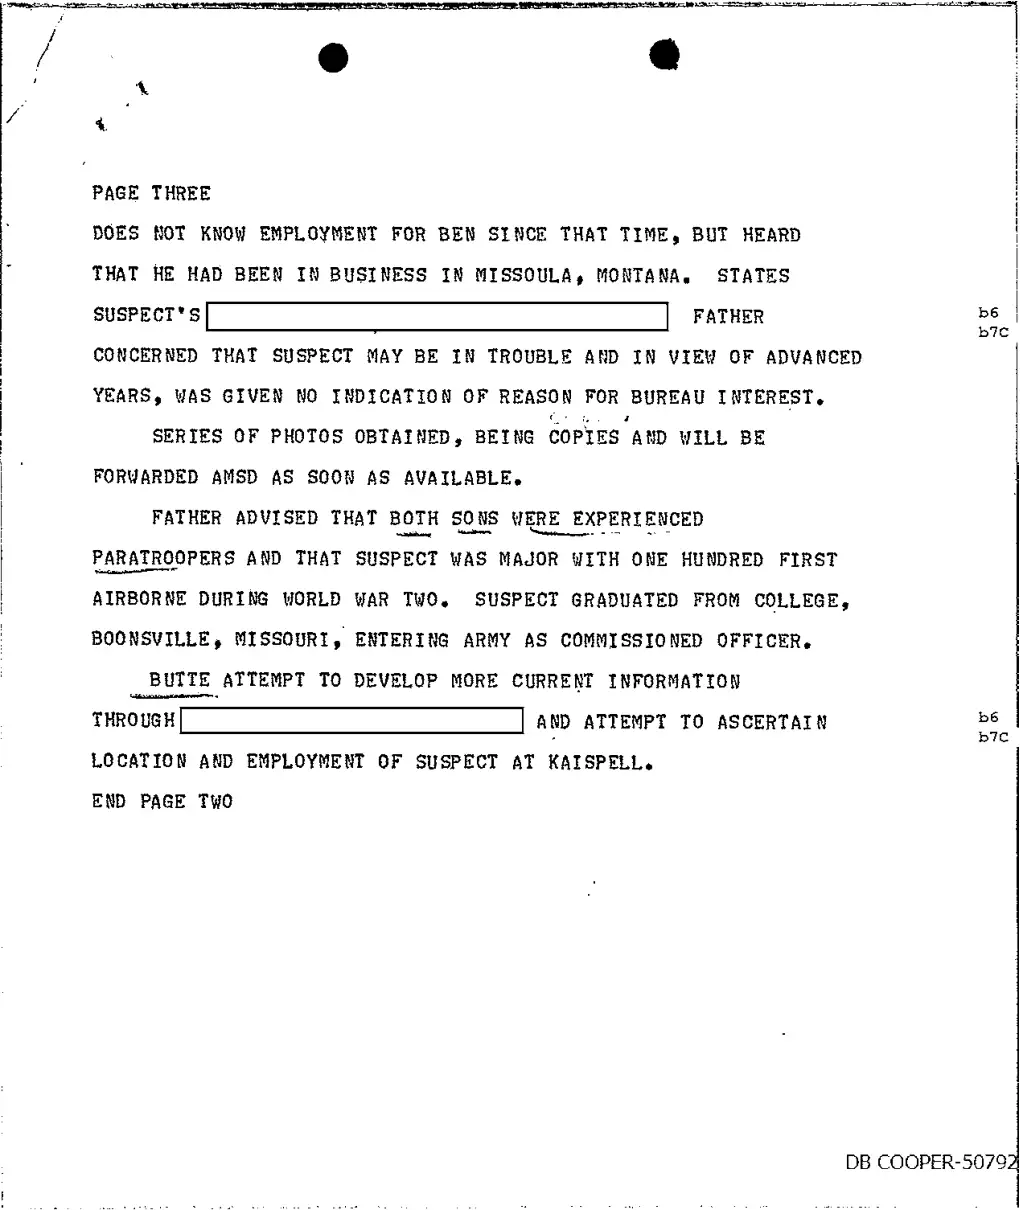 PAGE THREE
DOES NOT KNOW EMPLOYMENT FOR BEN SINCE THAT TIME, BUT HEARD
THAT HE HAD BEEN IN BUSINESS IN MISSOULA, MONTANA. STATES
SUSPECT'S FATHER b6
b7C
CONCERNED THAT SUSPECT MAY BE IN TROUBLE AND IN VIEW OF ADVANCED
YEARS, WAS GIVEN NO INDICATION OF REASON FOR BUREAU INTEREST.
SERIES OF PHOTOS OBTAINED, BEING COPIES AND WILL BE
FORWARDED AMSD AS SOON AS AVAILABLE.
FATHER ADVISED THAT BOTH SONS WERE EXPERIENCED
PARATROOPERS AND THAT SUSPECT WAS MAJOR WITH ONE HUNDRED FIRST
AIRBORNE DURING WORLD WAR TWO. SUSPECT GRADUATED FROM COLLEGE,
BOONSVILLE, MISSOURI, ENTERING ARMY AS COMMISSIONED OFFICER.
BUTTE ATTEMPT TO DEVELOP MORE CURRENT INFORMATION
THROUGH AND ATTEMPT TO ASCERTAIN b6
b7C
LOCATION AND EMPLOYMENT OF SUSPECT AT KAISPELL.
END PAGE TWO
DB COOPER-50792